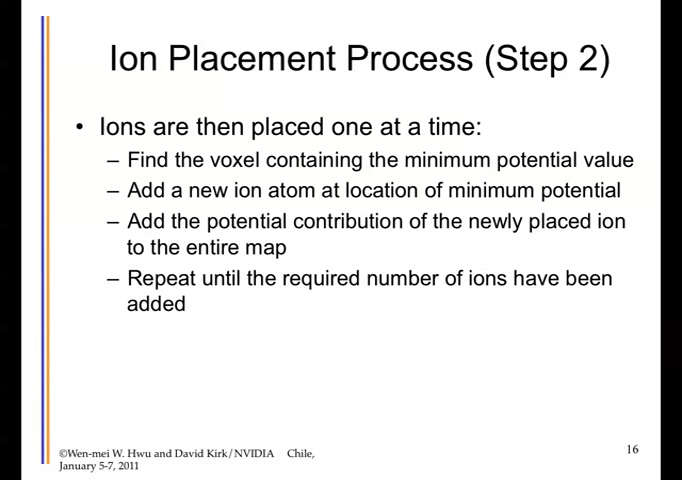 Ion Placement Process (Step 2)
• Ions are then placed one at a time:
– Find the voxel containing the minimum potential value
– Add a new ion atom at location of minimum potential
– Add the potential contribution of the newly placed ion
to the entire map
– Repeat until the required number of ions have been
added
©Wen-mei W. Hwu and David Kirk/NVIDIA Chile,
January 5-7, 2011
16